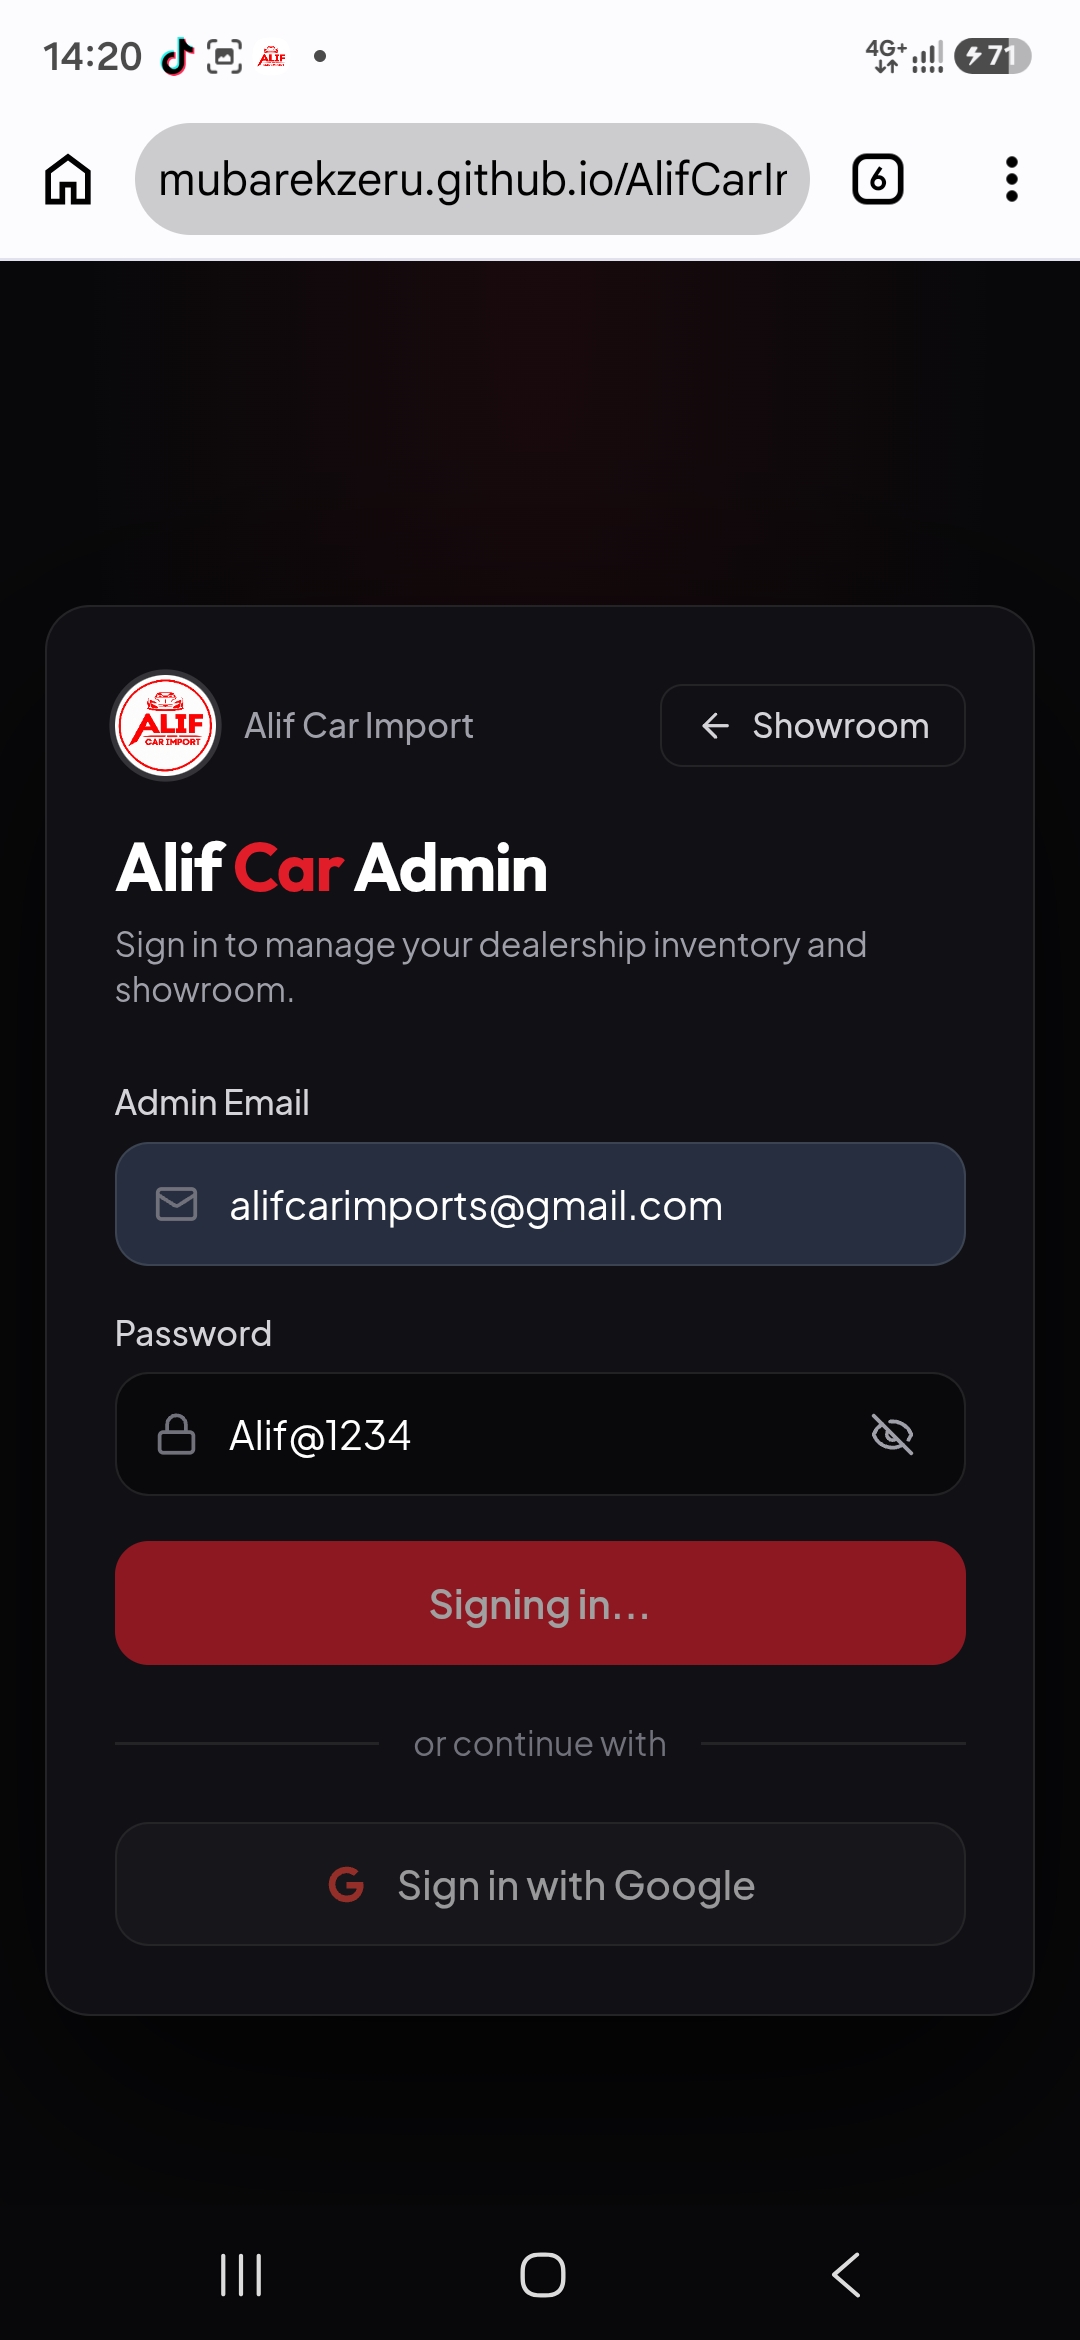 14:20
ALIF
4G+
71
mubarekzeru.github.io/AlifCarIr
6
ALIF
CAR IMPORT
Alif Car Import
← Showroom
Alif Car Admin
Sign in to manage your dealership inventory and
showroom.
Admin Email
alifcarimports@gmail.com
Password
Alif@1234
Signing in...
or continue with
G Sign in with Google